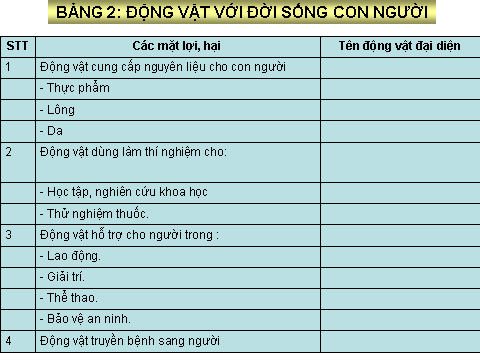 BẢNG 2: ĐỘNG VẬT VỚI ĐỜI SỐNG CON NGƯỜI
STT Các mặt lợi, hại Tên động vật đại diện
1 Động vật cung cấp nguyên liệu cho con người
- Thực phẩm
- Lông
- Da
2 Động vật dùng làm thí nghiệm cho:
- Học tập, nghiên cứu khoa học
- Thử nghiệm thuốc.
3 Động vật hỗ trợ cho người trong :
- Lao động.
- Giải trí.
- Thể thao.
- Bảo vệ an ninh.
4 Động vật truyền bệnh sang người